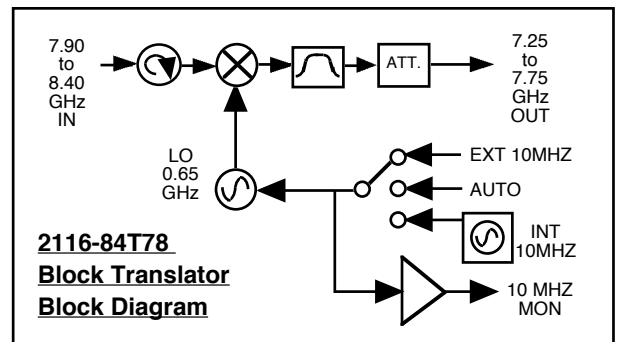 7.90
to
8.40
GHz
IN
ATT.
7.25
to
7.75
GHz
OUT
LO
0.65
GHz
EXT 10MHZ
AUTO
INT
10MHZ
10 MHZ
MON
2116-84T78
Block Translator
Block Diagram